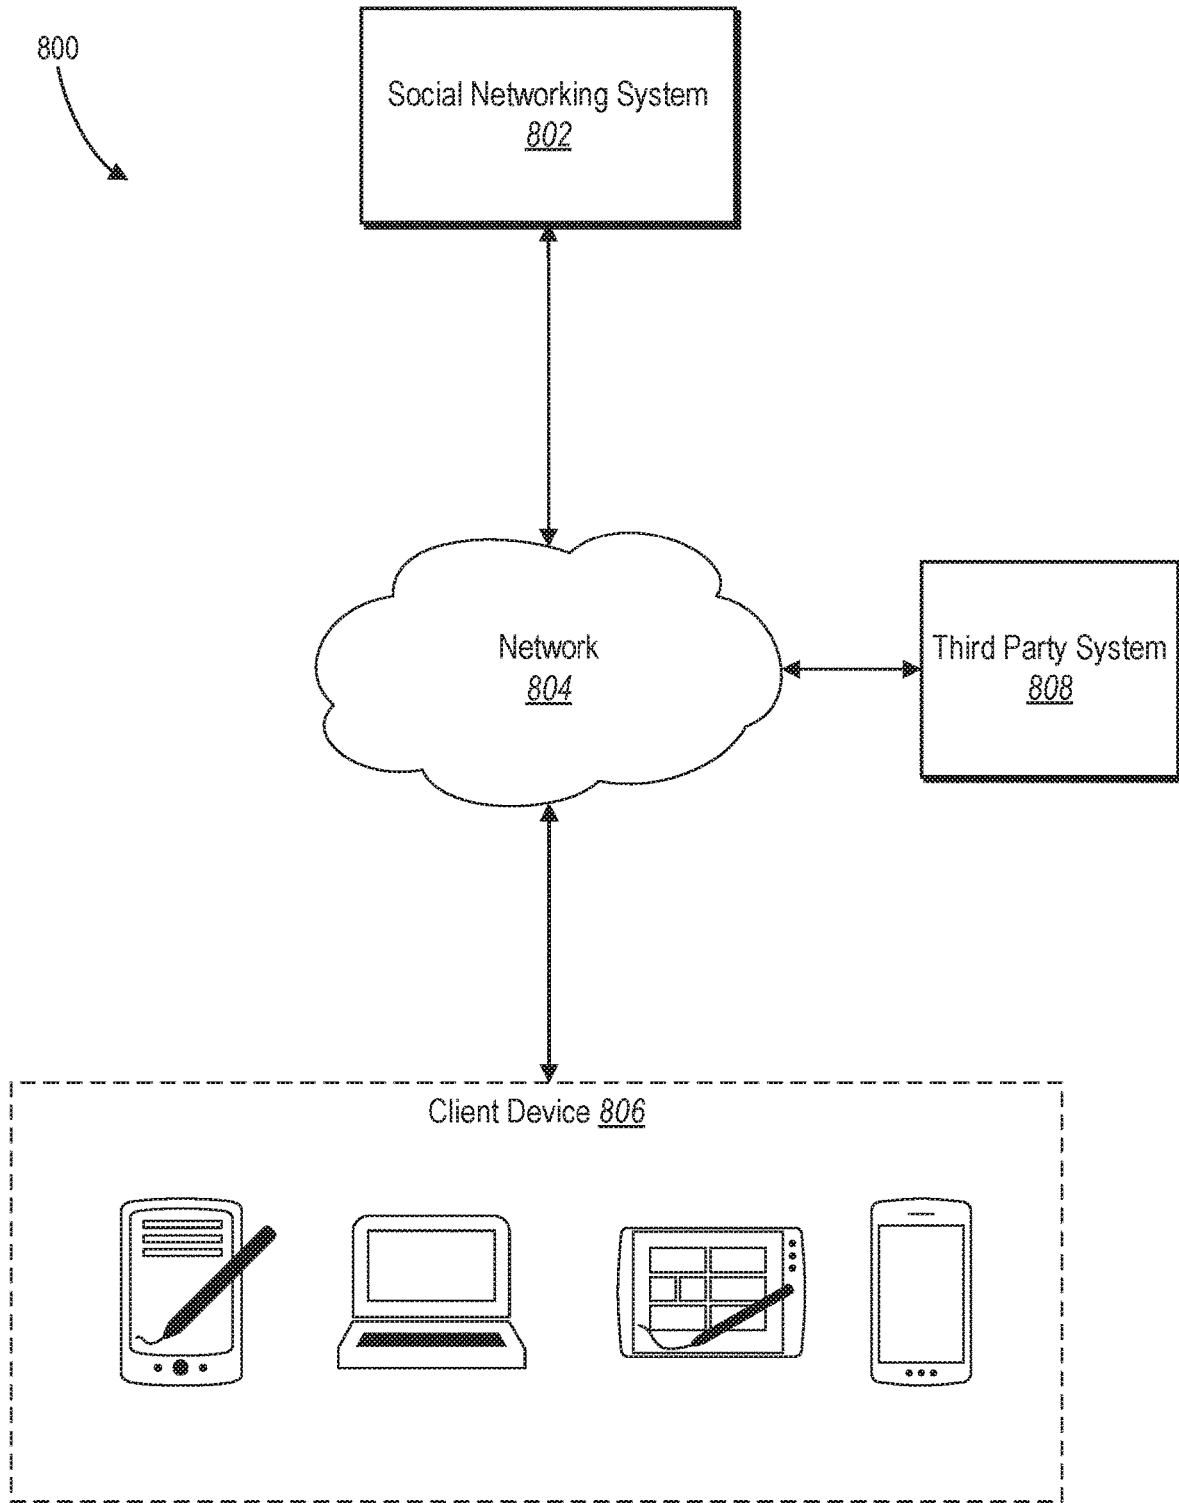 800
Social Networking System
802
Network
804
Third Party System
808
Client Device 806